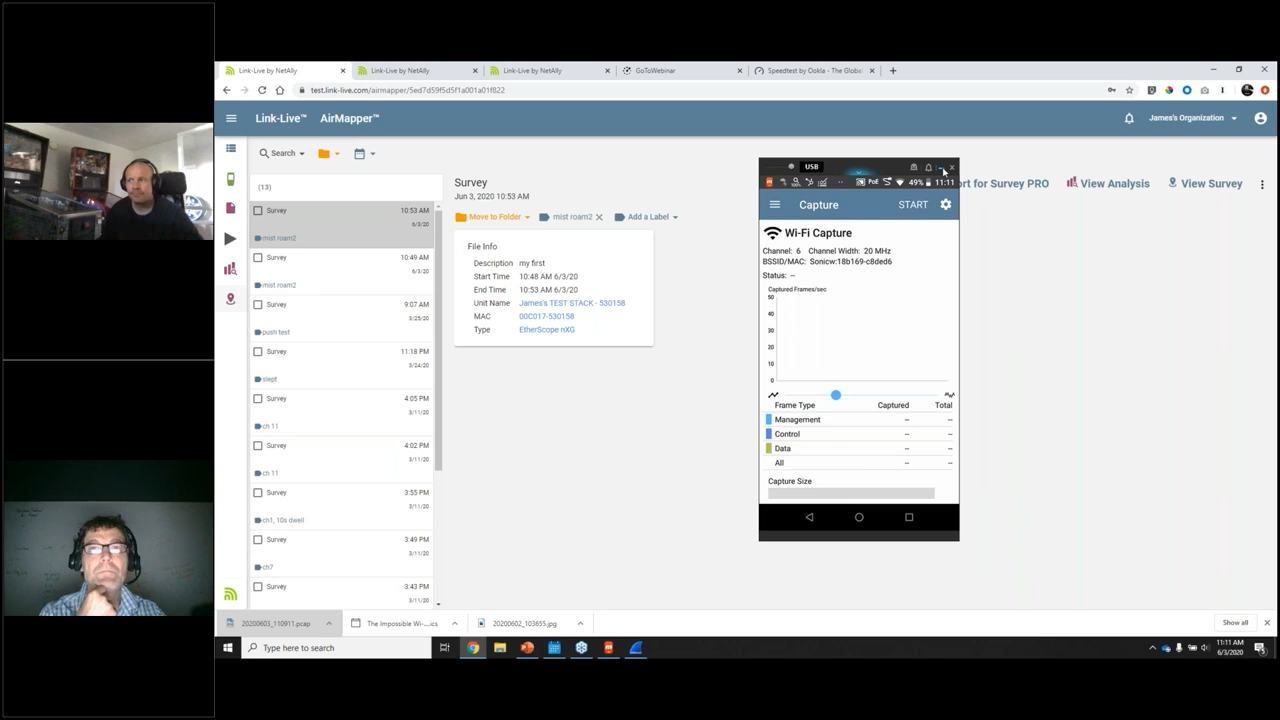 Link-Live by NetAlly
Link-Live by NetAlly
Link-Live by NetAlly
GoToWebinar
Speedtest by Ookla - The Globa
test.link-live.com/airmapper/5ed7d59f5d5f1a001a01f822
Link-Live™ AirMapper™
James's Organization
Search
(13)
Survey 10:53 AM
6/3/20
mist roam2
Survey 10:49 AM
6/3/20
mist roam2
Survey 9:07 AM
3/25/20
push test
Survey 11:18 PM
3/24/20
slept
Survey 4:05 PM
3/11/20
ch 11
Survey 4:02 PM
3/11/20
ch 11
Survey 3:55 PM
3/11/20
ch1, 10s dwell
Survey 3:49 PM
3/11/20
ch7
Survey 3:43 PM
3/11/20
Survey
Jun 3, 2020 10:53 AM
Move to Folder
mist roam2
Add a Label
File Info
Description my first
Start Time 10:48 AM 6/3/20
End Time 10:53 AM 6/3/20
Unit Name James's TEST STACK - 530158
MAC 00C017-530158
Type EtherScope nXG
ort for Survey PRO
View Analysis
View Survey
USB
PoE 49% 11:11
Capture START
Wi-Fi Capture
Channel: 6 Channel Width: 20 MHz
BSSID/MAC: Sonicw:18b169-c8ded6
Status: --
Captured Frames/sec
50
40
30
20
10
0
Frame Type Captured Total
Management -- --
Control -- --
Data -- --
All -- --
Capture Size
20200603_110911.pcap
The Impossible Wi-...ics
20200602_103655.jpg
Show all
Type here to search
11:11 AM
6/3/2020